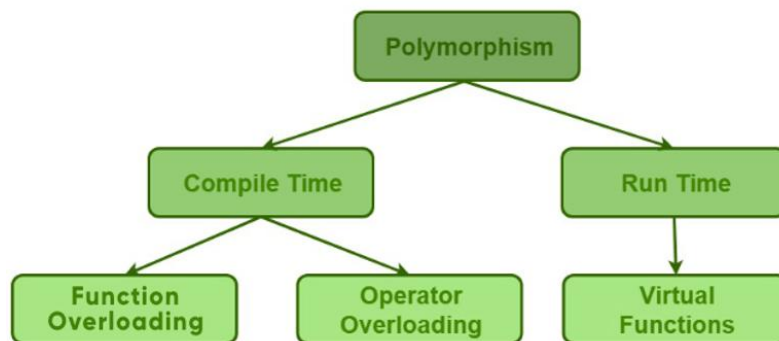 Polymorphism
Compile Time
Run Time
Function
Overloading
Operator
Overloading
Virtual
Functions